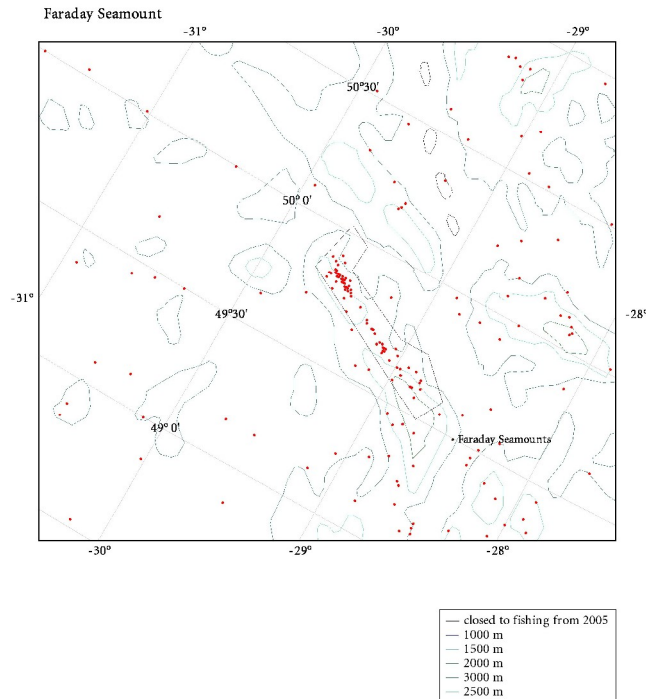 Faraday Seamount
-31°
-30°
-29°
50°30'
50° 0'
-31°
49°30'
-28°
49° 0'
Faraday Seamounts
-30°
-29°
-28°
closed to fishing from 2005
1000 m
1500 m
2000 m
3000 m
2500 m